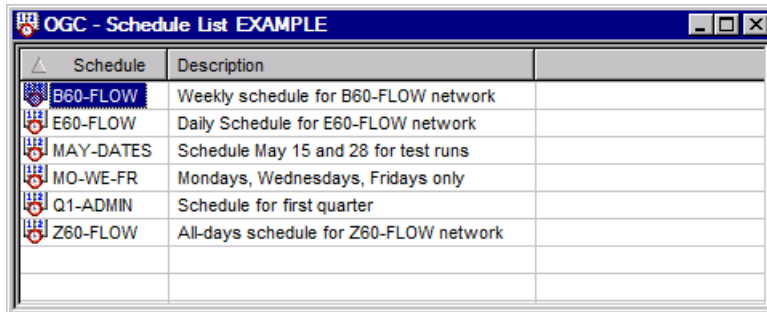 OGC - Schedule List EXAMPLE
Schedule Description
B60-FLOW Weekly schedule for B60-FLOW network
E60-FLOW Daily Schedule for E60-FLOW network
MAY-DATES Schedule May 15 and 28 for test runs
MO-WE-FR Mondays, Wednesdays, Fridays only
Q1-ADMIN Schedule for first quarter
Z60-FLOW All-days schedule for Z60-FLOW network